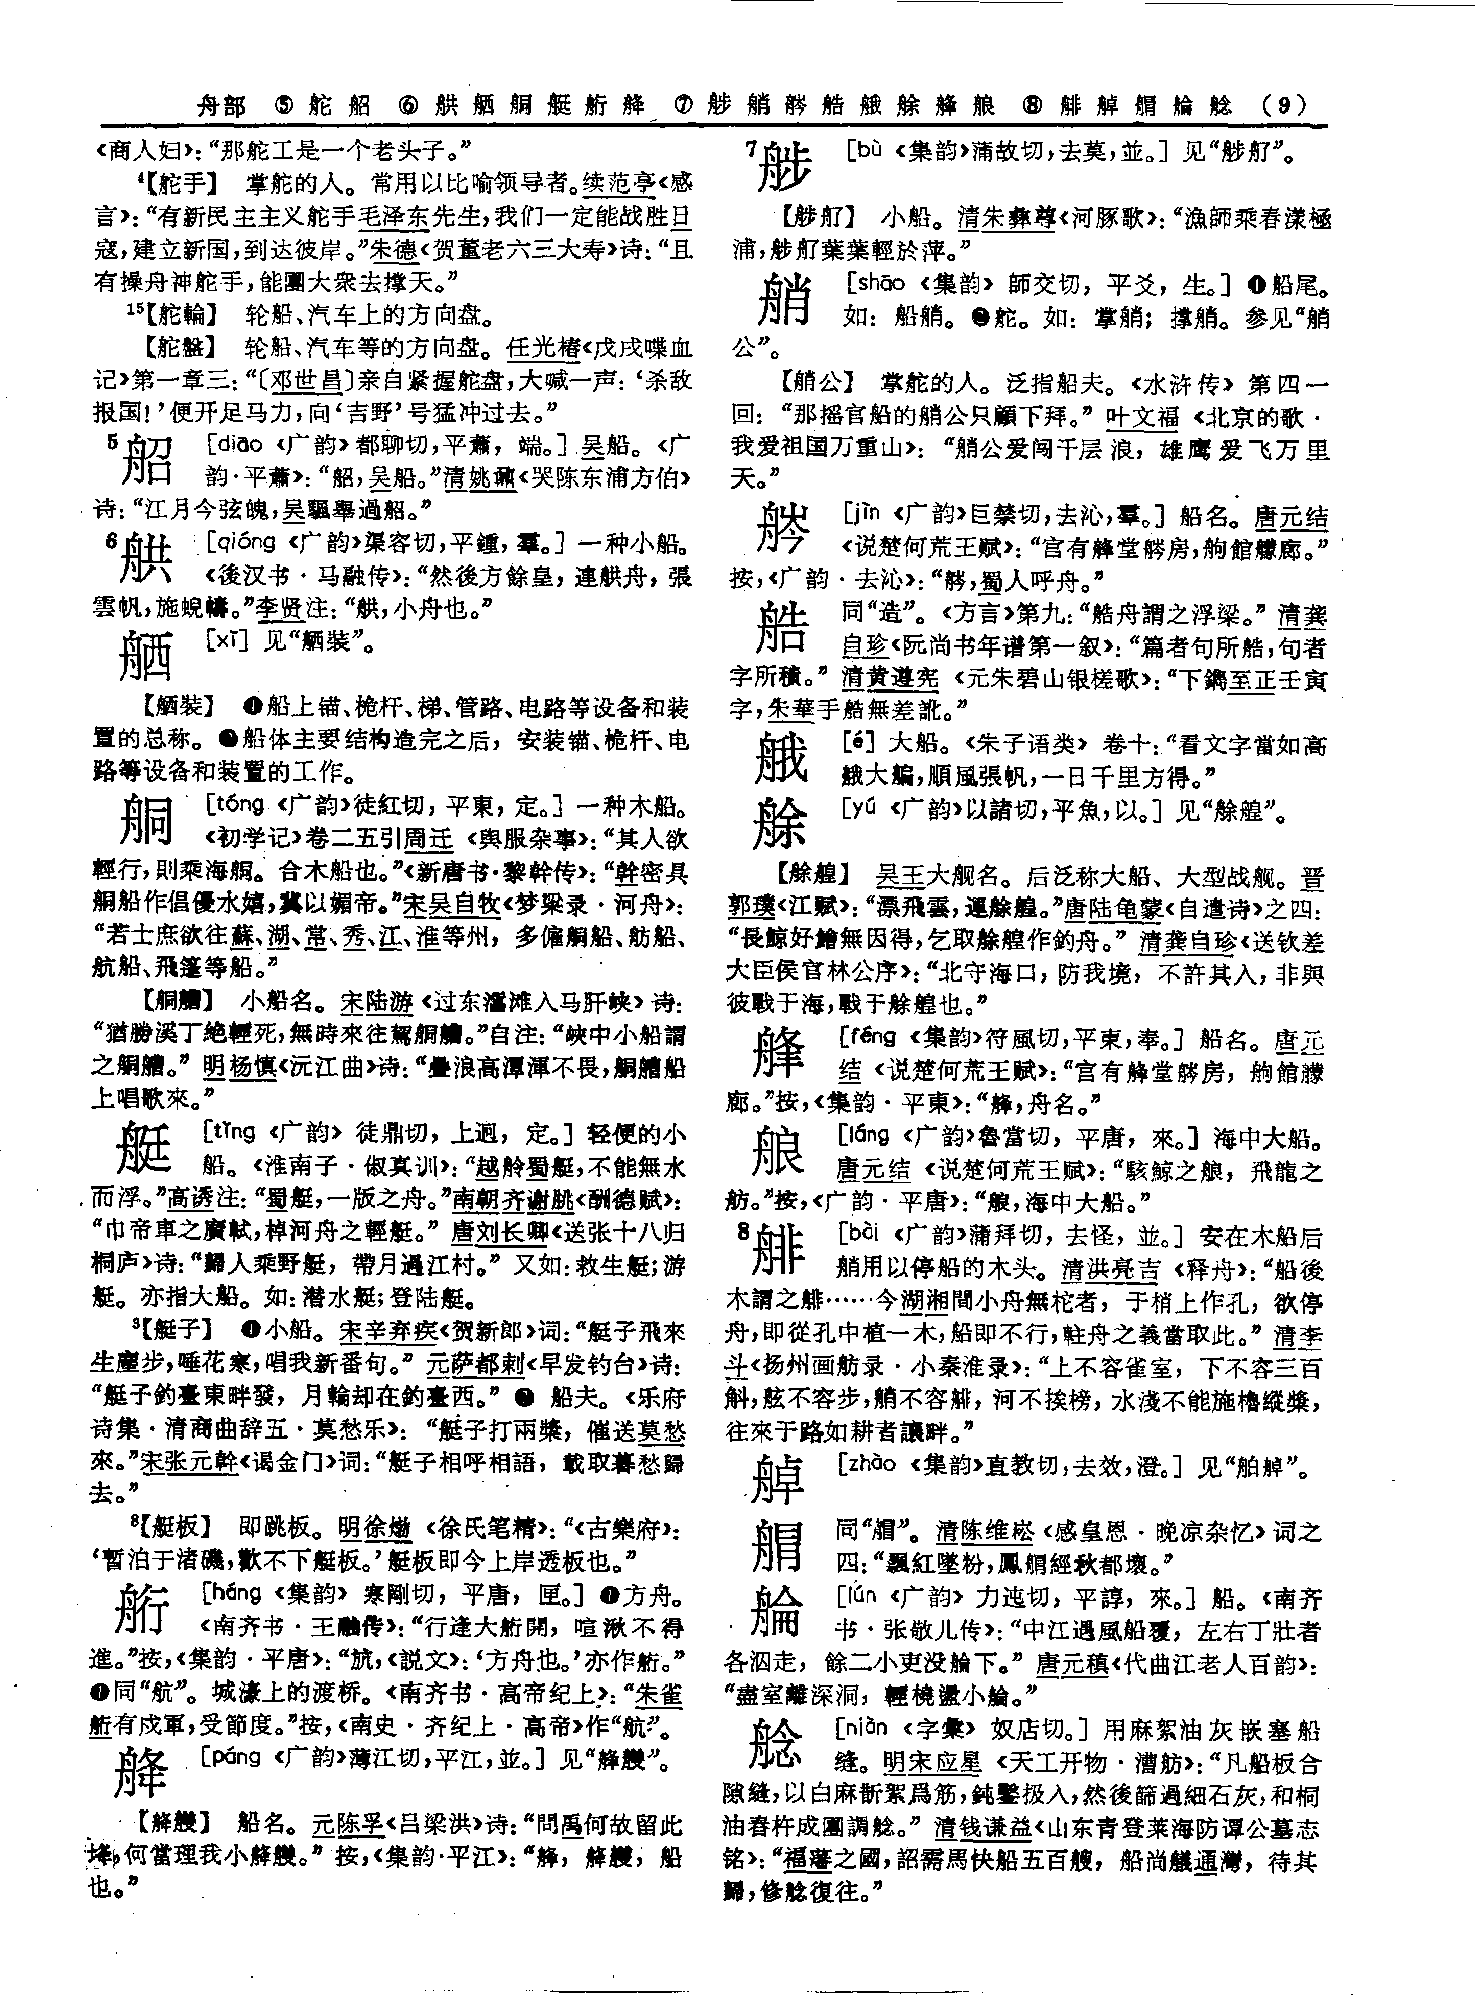 舟部 ⑤ 舵 船 ⑥ 舼 舾 舸 艇 䑪 舽 ⑦ 艄 艁 艅 艂 艆 ⑧ 艑 (9)
《商人妇》：“那舵工是一个老头子。”
⁴【舵手】 掌舵的人。常用以比喻领导者。续范亭《感
言》：“有新民主主义舵手毛泽东先生，我们一定能战胜日
寇，建立新国，到达彼岸。”朱德《贺董老六三大寿》诗：“且
有操舟神舵手，能團大衆去撑天。”
¹⁵【舵輪】 轮船、汽车上的方向盘。
【舵盤】 轮船、汽车等的方向盘。任光椿《戊戌喋血
记》第一章三：“〔邓世昌〕亲自紧握舵盘，大喊一声：‘杀敌
报国！’便开足马力，向‘吉野’号猛冲过去。”
5 [diāo 《广韵》都聊切，平蕭，端。] 吴船。《广
韵·平蕭》：“吴船。”清姚鼐《哭陈东浦方伯》
诗：“江月今弦魄，吴驅舉過。”
6 舼 [qióng 《广韵》渠容切，平鍾，羣。] 一种小船。
《後汉书·马融传》：“然後方餘皇，連舼舟，張
雲帆，施蜺幬。”李贤注：“舼，小舟也。”
舾 [xī] 见“舾装”。
【舾装】 ❶船上锚、桅杆、梯、管路、电路等设备和装
置的总称。❷船体主要结构造完之后，安装锚、桅杆、电
路等设备和装置的工作。
䑹 [tóng 《广韵》徒紅切，平東，定。] 一种木船。
《初学记》卷二五引周迁《舆服杂事》：“其人欲
輕行，則乘海䑹。合木船也。”《新唐书·黎幹传》：“幹密具
䑹船作倡優水嬉，冀以媚帝。”宋吴自牧《梦粱录·河舟》：
“若士庶欲往蘇、湖、常、秀、江、淮等州，多僱䑹船、舫船、
航船、飛篷等船。”
【䑹艚】 小船名。宋陆游《过东灞滩入马肝峡》诗：
“猶勝溪丁絶輕死，無時來往駕䑹艚。”自注：“峽中小船謂
之䑹艚。” 明杨慎《沅江曲》诗：“疊浪高潭渾不畏，䑹艚船
上唱歌來。”
艇 [tǐng 《广韵》徒鼎切，上迥，定。] 轻便的小
船。《淮南子·俶真训》：“越舲蜀艇，不能無水
而浮。”高诱注：“蜀艇，一版之舟。”南朝齐谢朓《酬德赋》：
“巾帝車之廣軾，棹河舟之輕艇。” 唐刘长卿《送张十八归
桐庐》诗：“歸人乘野艇，帶月過江村。” 又如：救生艇；游
艇。亦指大船。如：潜水艇；登陆艇。
³【艇子】 ❶小船。宋辛弃疾《贺新郎》词：“艇子飛來
生塵步，唾花寒，唱我新番句。” 元萨都剌《早发钓台》诗：
“艇子釣臺東畔發，月輪却在釣臺西。” ❷ 船夫。《乐府
诗集·清商曲辞五·莫愁乐》：“艇子打兩槳，催送莫愁
來。”宋张元幹《谒金门》词：“艇子相呼相語，載取暮愁歸
去。”
⁸【艇板】 即跳板。明徐𤊹《徐氏笔精》：“《古樂府》：
‘暫泊于渚磯，歡不下艇板。’艇板即今上岸透板也。”
䑪 [háng 《集韵》寒剛切，平唐，匣。] ❶方舟。
《南齐书·王融传》：“行逢大䑪開，喧湫不得
進。”按，《集韵·平唐》：“斻，《説文》：‘方舟也。’亦作䑪。”
❷同“航”。城濠上的渡桥。《南齐书·高帝纪上》：“朱雀
䑪有戍軍，受節度。”按，《南史·齐纪上·高帝》作“航”。
舽 [páng 《广韵》薄江切，平江，並。] 见“舽艭”。
【舽艭】 船名。元陈孚《吕梁洪》诗：“問禹何故留此
㙡，何當理我小舽艭。” 按，《集韵·平江》：“舽，舽艭，船
也。”
7 䑰 [bù 《集韵》蒲故切，去莫，並。] 见“䑰艀”。
小船。清朱彝尊《河豚歌》：“漁師乘春漾極
浦，葉葉輕於萍。”
艄 [shāo 《集韵》師交切，平爻，生。] ❶船尾。
如：船艄。❷舵。如：掌艄；撑艄。参见“艄
公”。
【艄公】 掌舵的人。泛指船夫。《水浒传》第四一
回：“那摇官船的艄公只顧下拜。” 叶文福《北京的歌·
我爱祖国万重山》：“艄公爱闯千层浪，雄鹰爱飞万里
天。”
[jìn 《广韵》巨禁切，去沁，羣。] 船名。唐元结
《说楚何荒王赋》：“宫有艂堂房，䑦館艨廊。”
按，《广韵·去沁》：“蜀人呼舟。”
艁 同“造”。《方言》第九：“艁舟謂之浮梁。” 清龚
自珍《阮尚书年谱第一叙》：“篇者句所艁，句者
字所積。” 清黄遵宪《元朱碧山银槎歌》：“下鐫至正壬寅
字，朱華手艁無差訛。”
䑥 [é] 大船。《朱子语类》卷十：“看文字當如高
䑥大艑，順風張帆，一日千里方得。”
艅 [yú 《广韵》以諸切，平魚，以。] 见“艅艎”。
【艅艎】 吴王大舰名。后泛称大船、大型战舰。晋
郭璞《江赋》：“漂飛雲，運艅艎。”唐陆龟蒙《自遣诗》之四：
“長鯨好鱠無因得，乞取艅艎作釣舟。” 清龚自珍《送钦差
大臣侯官林公序》：“北守海口，防我境，不許其入，非與
彼戰于海，戰于艅艎也。”
艂 [féng 《集韵》符風切，平東，奉。] 船名。唐元
结《说楚何荒王赋》：“宫有艂堂房，䑦館艨
廊。”按，《集韵·平東》：“艂，舟名。”
艆 [láng 《广韵》魯當切，平唐，來。] 海中大船。
唐元结《说楚何荒王赋》：“駭鯨之艆，飛龍之
舫。”按，《广韵·平唐》：“艆，海中大船。”
8 [bài 《广韵》蒲拜切，去怪，並。] 安在木船后
艄用以停船的木头。清洪亮吉《释舟》：“船後
木謂之……今湖湘間小舟無柁者，于梢上作孔，欲停
舟，即從孔中植一木，船即不行，䡐舟之義當取此。” 清李
斗《扬州画舫录·小秦淮录》：“上不容雀室，下不容三百
斛，舷不容步，艄不容，河不挨榜，水淺不能施櫓縱槳，
往來于路如耕者讓畔。”
[zhào 《集韵》直教切，去效，澄。] 见“舶”。
同“艒”。清陈维崧《感皇恩·晚凉杂忆》词之
四：“飄紅墜粉，鳳經秋都壞。”
[lún 《广韵》力迍切，平諄，來。] 船。《南齐
书·张敬儿传》：“中江遇風船覆，左右丁壯者
各泅走，餘二小吏没下。” 唐元稹《代曲江老人百韵》：
“盡室離深洞，輕橈盪小。”
[niàn 《字彙》奴店切。] 用麻絮油灰嵌塞船
缝。明宋应星《天工开物·漕舫》：“凡船板合
隙縫，以白麻斮絮爲筋，鈍鑿扱入，然後篩過細石灰，和桐
油舂杵成團調艌。” 清钱谦益《山东青登莱海防谭公墓志
铭》：“福藩之國，詔需馬快船五百艘，船尚艤通灣，待其
歸，修艌復往。”